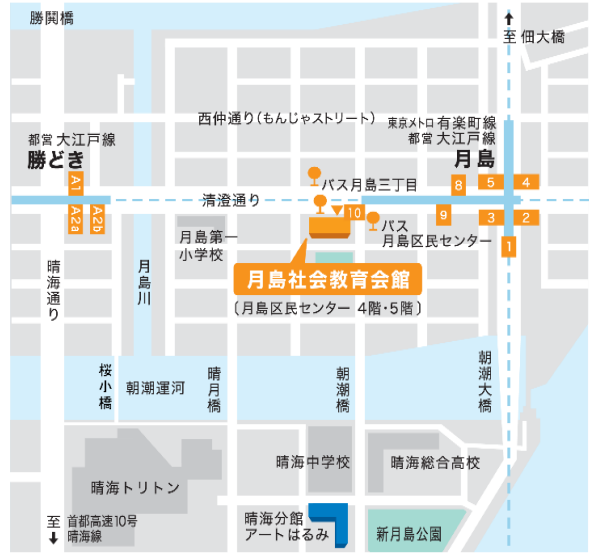 勝鬨橋
至 佃大橋
西仲通り(もんじゃストリート)
東京メトロ 有楽町線
都営 大江戸線
月島
都営 大江戸線
勝どき
A1
A2a
A2b
清澄通り
バス月島三丁目
8
5
4
10
9
3
2
1
バス
月島区民センター
月島第一
小学校
月島社会教育会館
〔月島区民センター 4階・5階〕
晴海通り
月島川
桜小橋
朝潮運河
晴月橋
朝潮橋
朝潮大橋
晴海トリトン
晴海中学校
晴海総合高校
至 首都高速10号
晴海線
晴海分館
アートはるみ
新月島公園